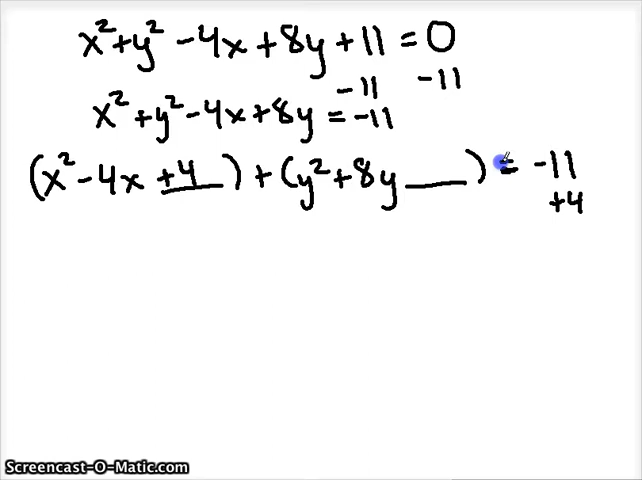 x² + y² - 4x + 8y + 11 = 0
-11 -11
x² + y² - 4x + 8y = -11
(x² - 4x +4 ) + (y² + 8y ___ ) = -11
+4
Screencast-O-Matic.com